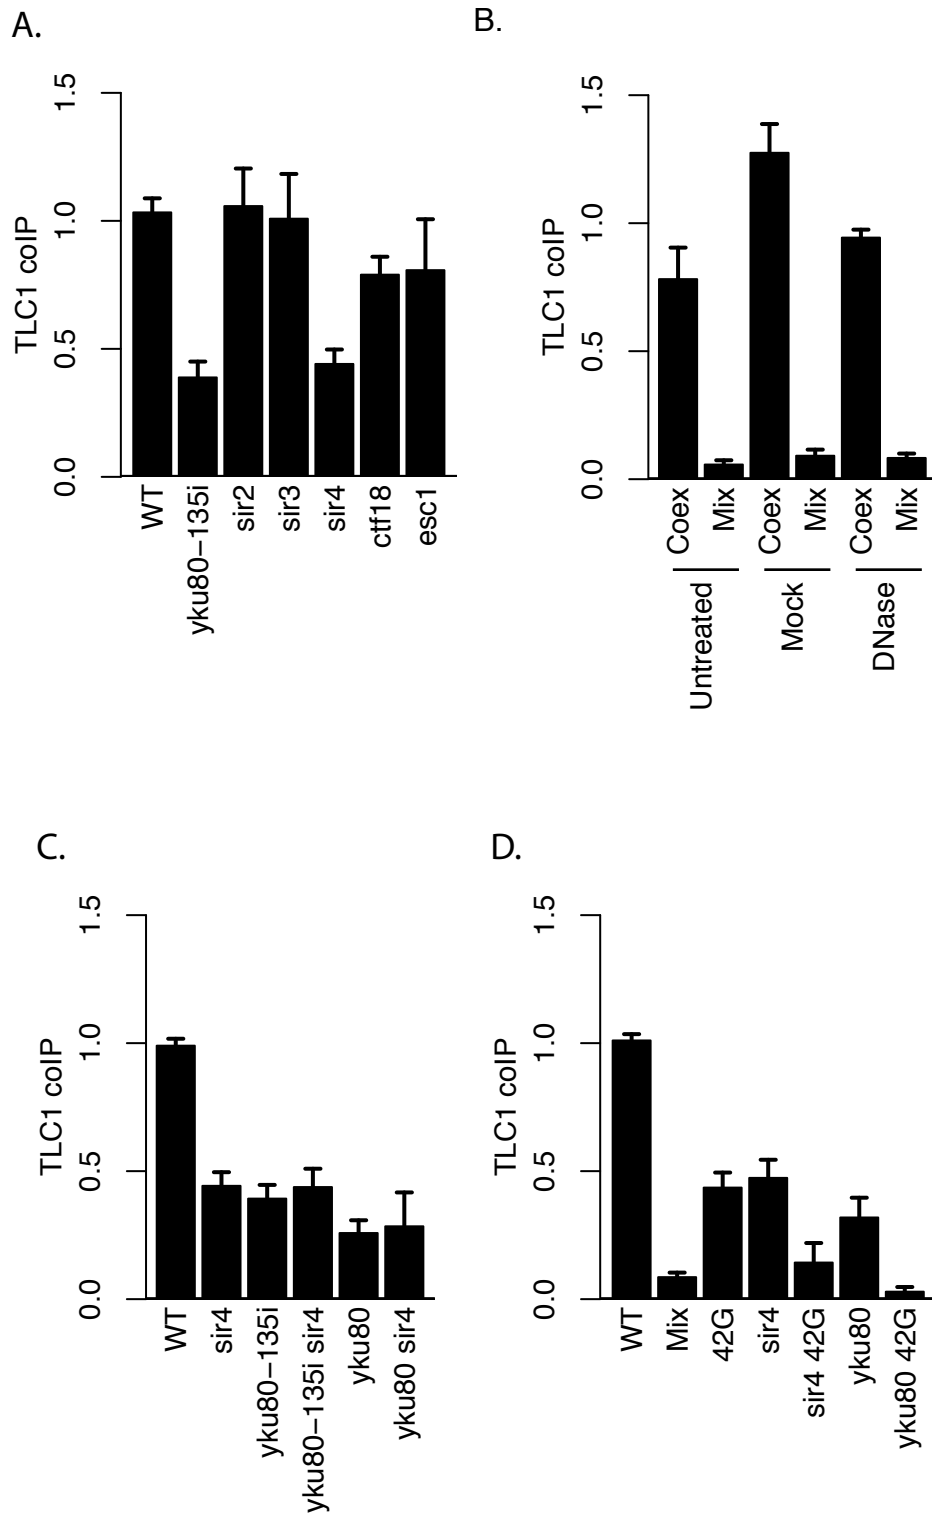 A.
TLC1 coIP
1.5
1.0
0.5
0.0
WT
yku80−135i
sir2
sir3
sir4
ctf18
esc1
B.
TLC1 coIP
1.5
1.0
0.5
0.0
Coex
Mix
Coex
Mix
Coex
Mix
Untreated
Mock
DNase
C.
TLC1 coIP
1.5
1.0
0.5
0.0
WT
sir4
yku80−135i
yku80−135i sir4
yku80
yku80 sir4
D.
TLC1 coIP
1.5
1.0
0.5
0.0
WT
Mix
42G
sir4
sir4 42G
yku80
yku80 42G